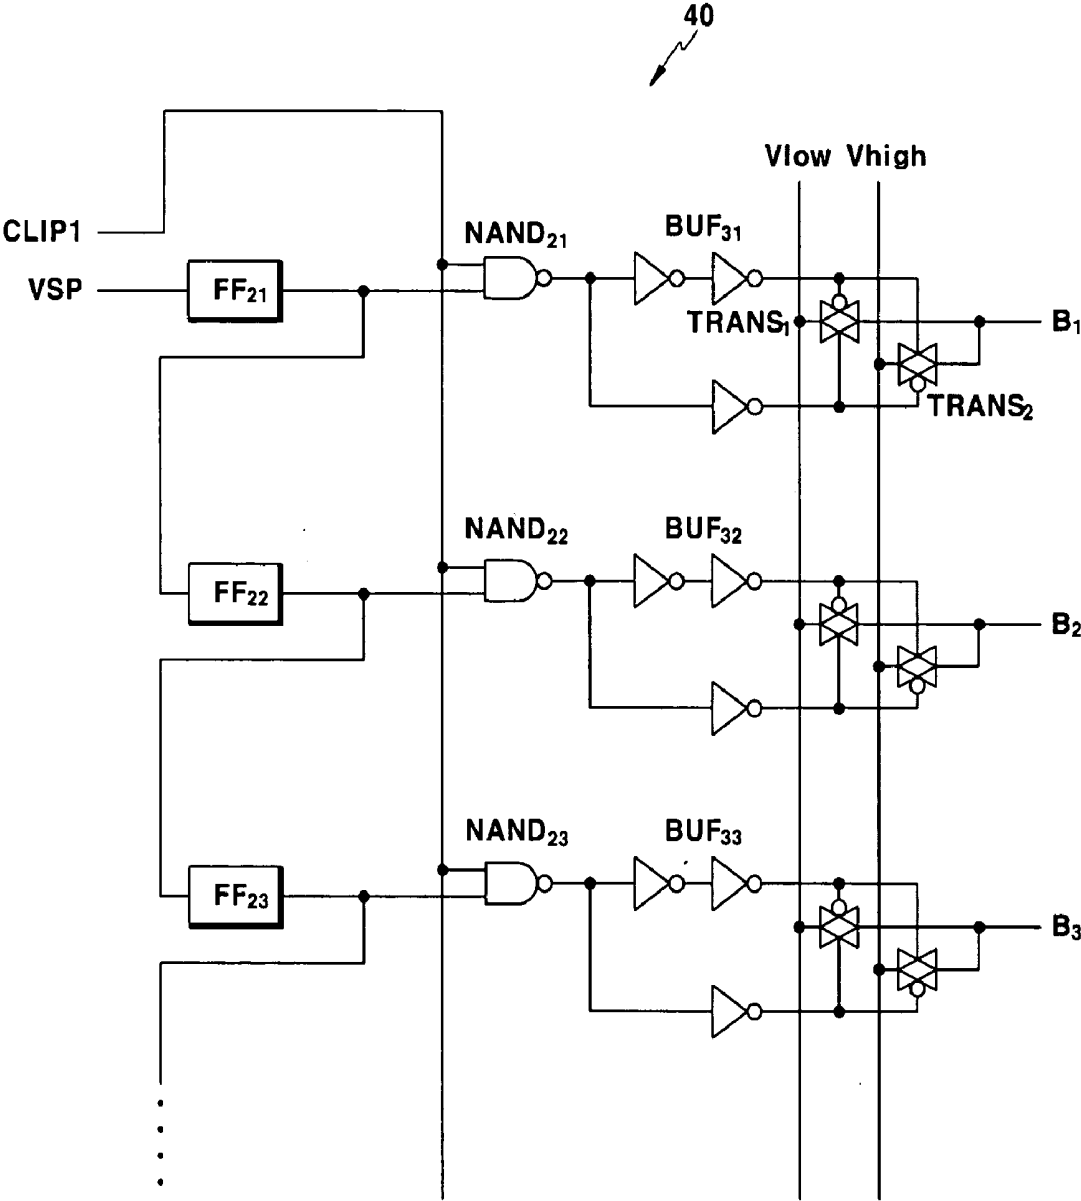 40
Vlow Vhigh
CLIP1
NAND21
BUF31
VSP
FF21
TRANS1
B1
TRANS2
NAND22
BUF32
FF22
B2
NAND23
BUF33
FF23
B3